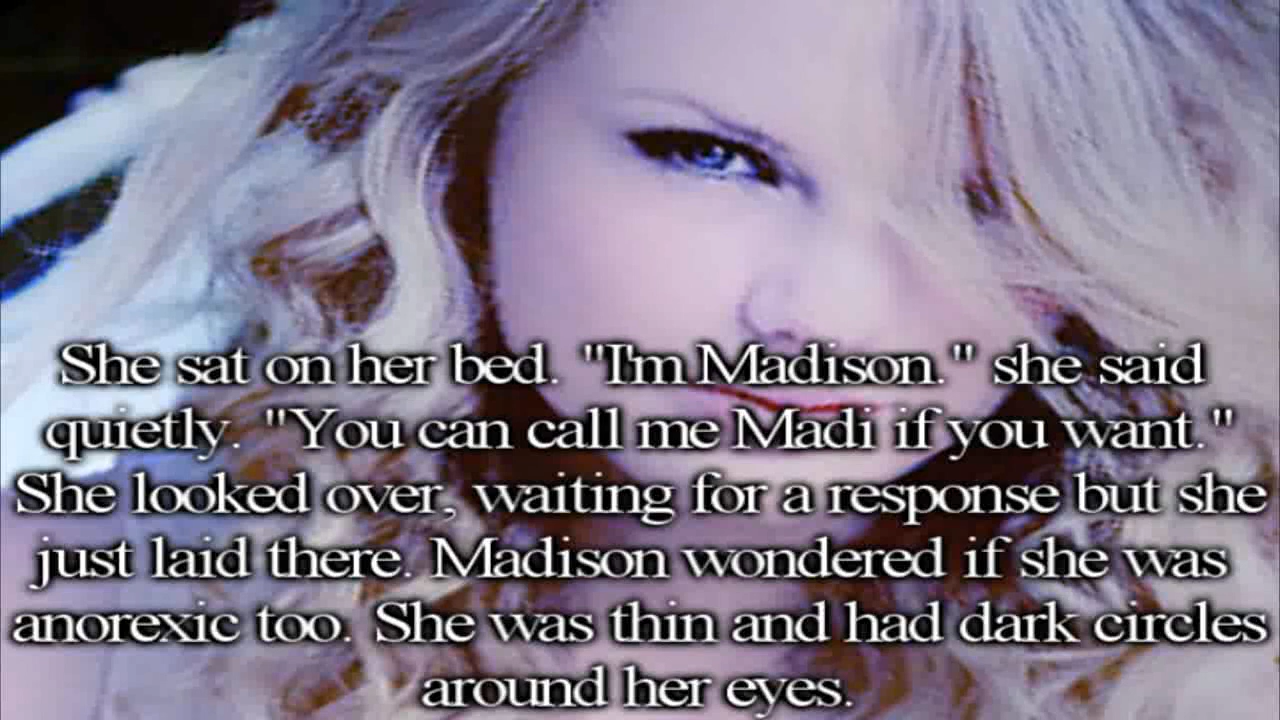 She sat on her bed. "I'm Madison." she said
quietly. "You can call me Madi if you want."
She looked over, waiting for a response but she
just laid there. Madison wondered if she was
anorexic too. She was thin and had dark circles
around her eyes.